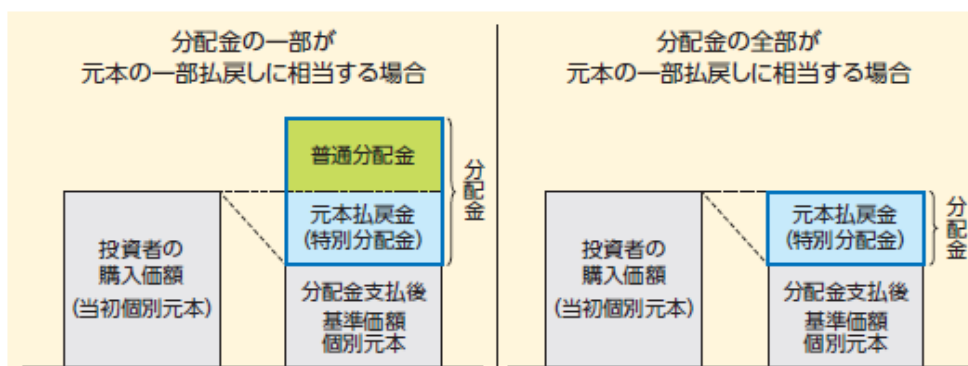 分配金の一部が
元本の一部払戻しに相当する場合
普通分配金
元本払戻金
(特別分配金)
分配金
投資者の
購入価額
(当初個別元本)
分配金支払後
基準価額
個別元本
分配金の全部が
元本の一部払戻しに相当する場合
元本払戻金
(特別分配金)
分配金
投資者の
購入価額
(当初個別元本)
分配金支払後
基準価額
個別元本